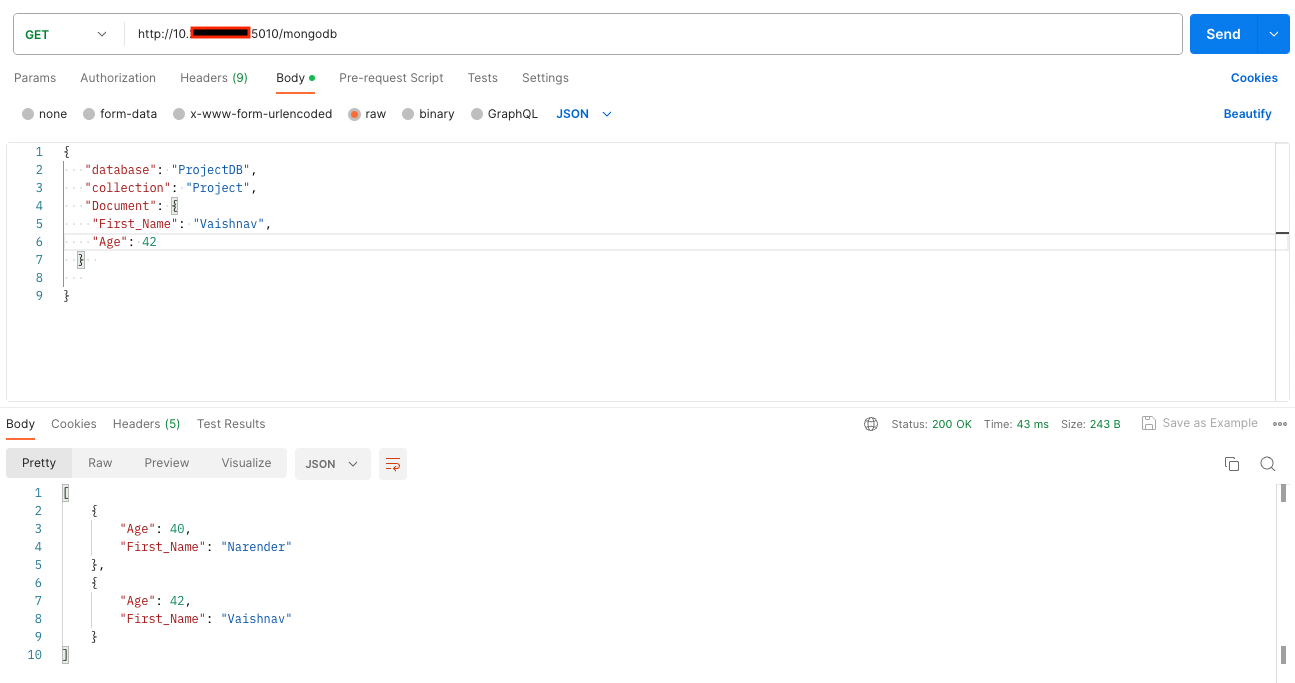 GET http://10. 5010/mongodb Send
Params Authorization Headers (9) Body Pre-request Script Tests Settings Cookies
none form-data x-www-form-urlencoded raw binary GraphQL JSON Beautify
1 {
2 "database": "ProjectDB",
3 "collection": "Project",
4 "Document": {
5 "First_Name": "Vaishnav",
6 "Age": 42
7 }
8
9 }
Body Cookies Headers (5) Test Results Status: 200 OK Time: 43 ms Size: 243 B Save as Example
Pretty Raw Preview Visualize JSON
1 [
2 {
3 "Age": 40,
4 "First_Name": "Narender"
5 },
6 {
7 "Age": 42,
8 "First_Name": "Vaishnav"
9 }
10 ]